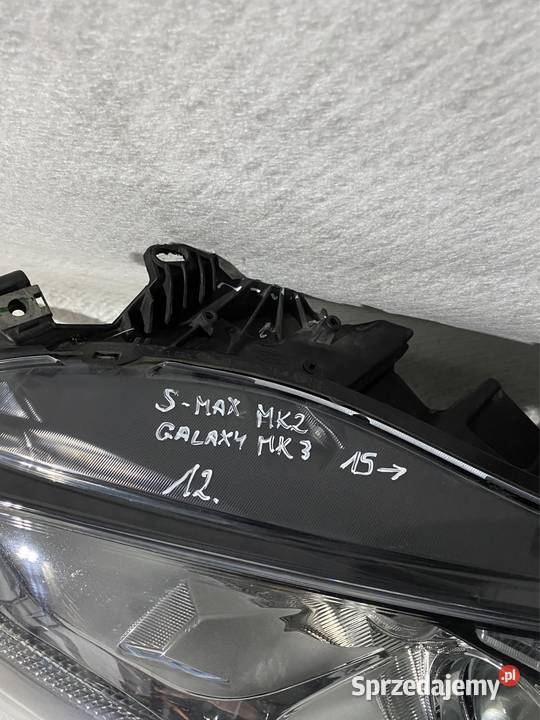 S-MAX MK2
GALAXY MK3 15→
12.
Sprzedajemy.pl